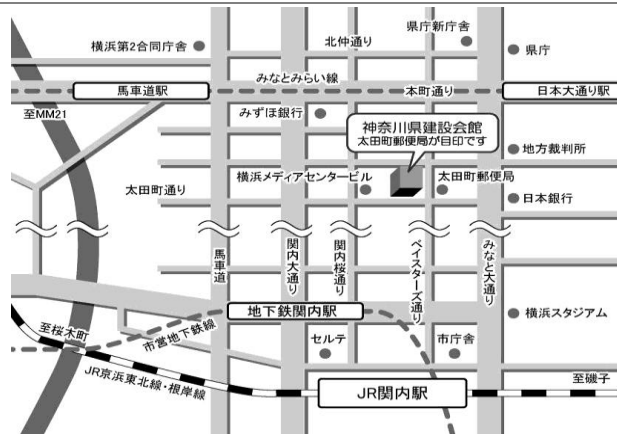 北仲通り
県庁新庁舎
横浜第2合同庁舎
県庁
みなとみらい線
馬車道駅
本町通り
日本大通り駅
至MM21
みずほ銀行
神奈川県建設会館
太田町郵便局が目印です
地方裁判所
太田町通り
横浜メディアセンタービル
太田町郵便局
日本銀行
馬車道
関内大通り
関内桜通り
ベイスターズ通り
みなと大通り
地下鉄関内駅
横浜スタジアム
至桜木町
市営地下鉄線
セルテ
市庁舎
JR京浜東北線・根岸線
JR関内駅
至磯子